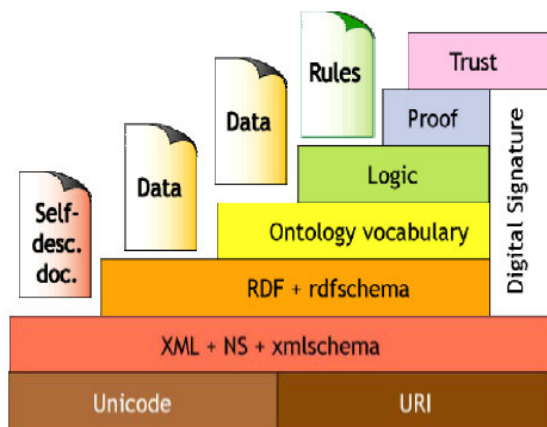 Trust
Rules
Proof
Data
Logic
Digital Signature
Data
Self-
desc.
doc.
Ontology vocabulary
RDF + rdfschema
XML + NS + xmlschema
Unicode
URI